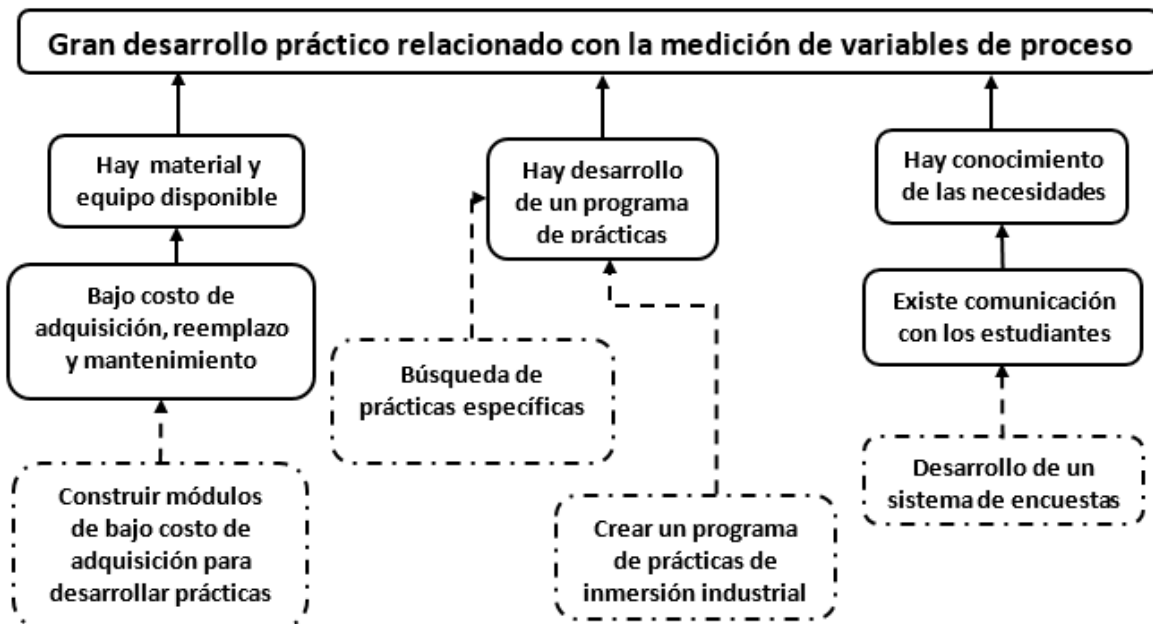 Gran desarrollo práctico relacionado con la medición de variables de proceso
Hay material y
equipo disponible
Hay desarrollo
de un programa
de prácticas
Hay conocimiento
de las necesidades
Bajo costo de
adquisición, reemplazo
y mantenimiento
Existe comunicación
con los estudiantes
Búsqueda de
prácticas específicas
Construir módulos
de bajo costo de
adquisición para
desarrollar prácticas
Crear un programa
de prácticas de
inmersión industrial
Desarrollo de un
sistema de encuestas